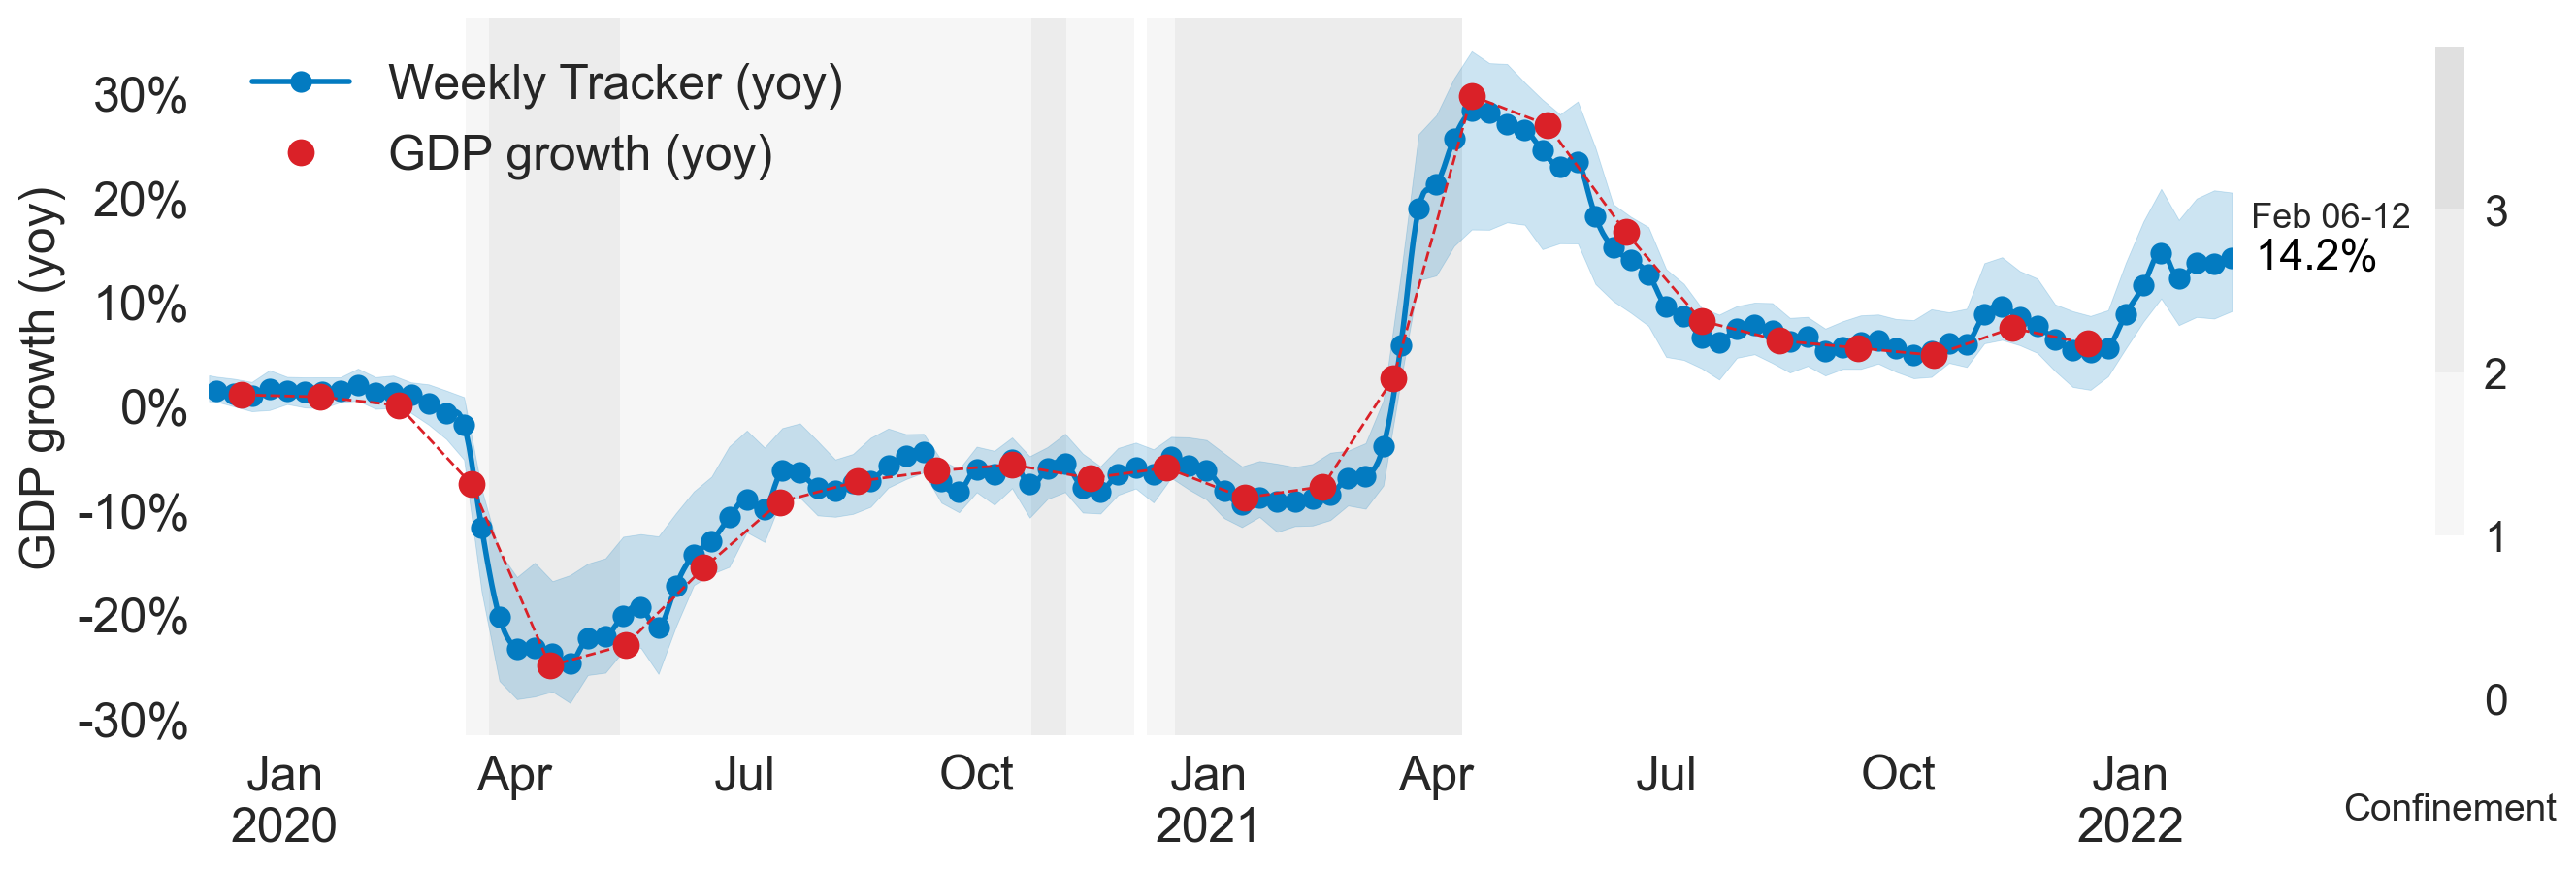 Weekly Tracker (yoy)
GDP growth (yoy)
GDP growth (yoy)
30%
20%
10%
0%
-10%
-20%
-30%
Feb 06-12
14.2%
3
2
1
0
Jan Apr Jul Oct Jan Apr Jul Oct Jan
2020 2021 2022
Confinement